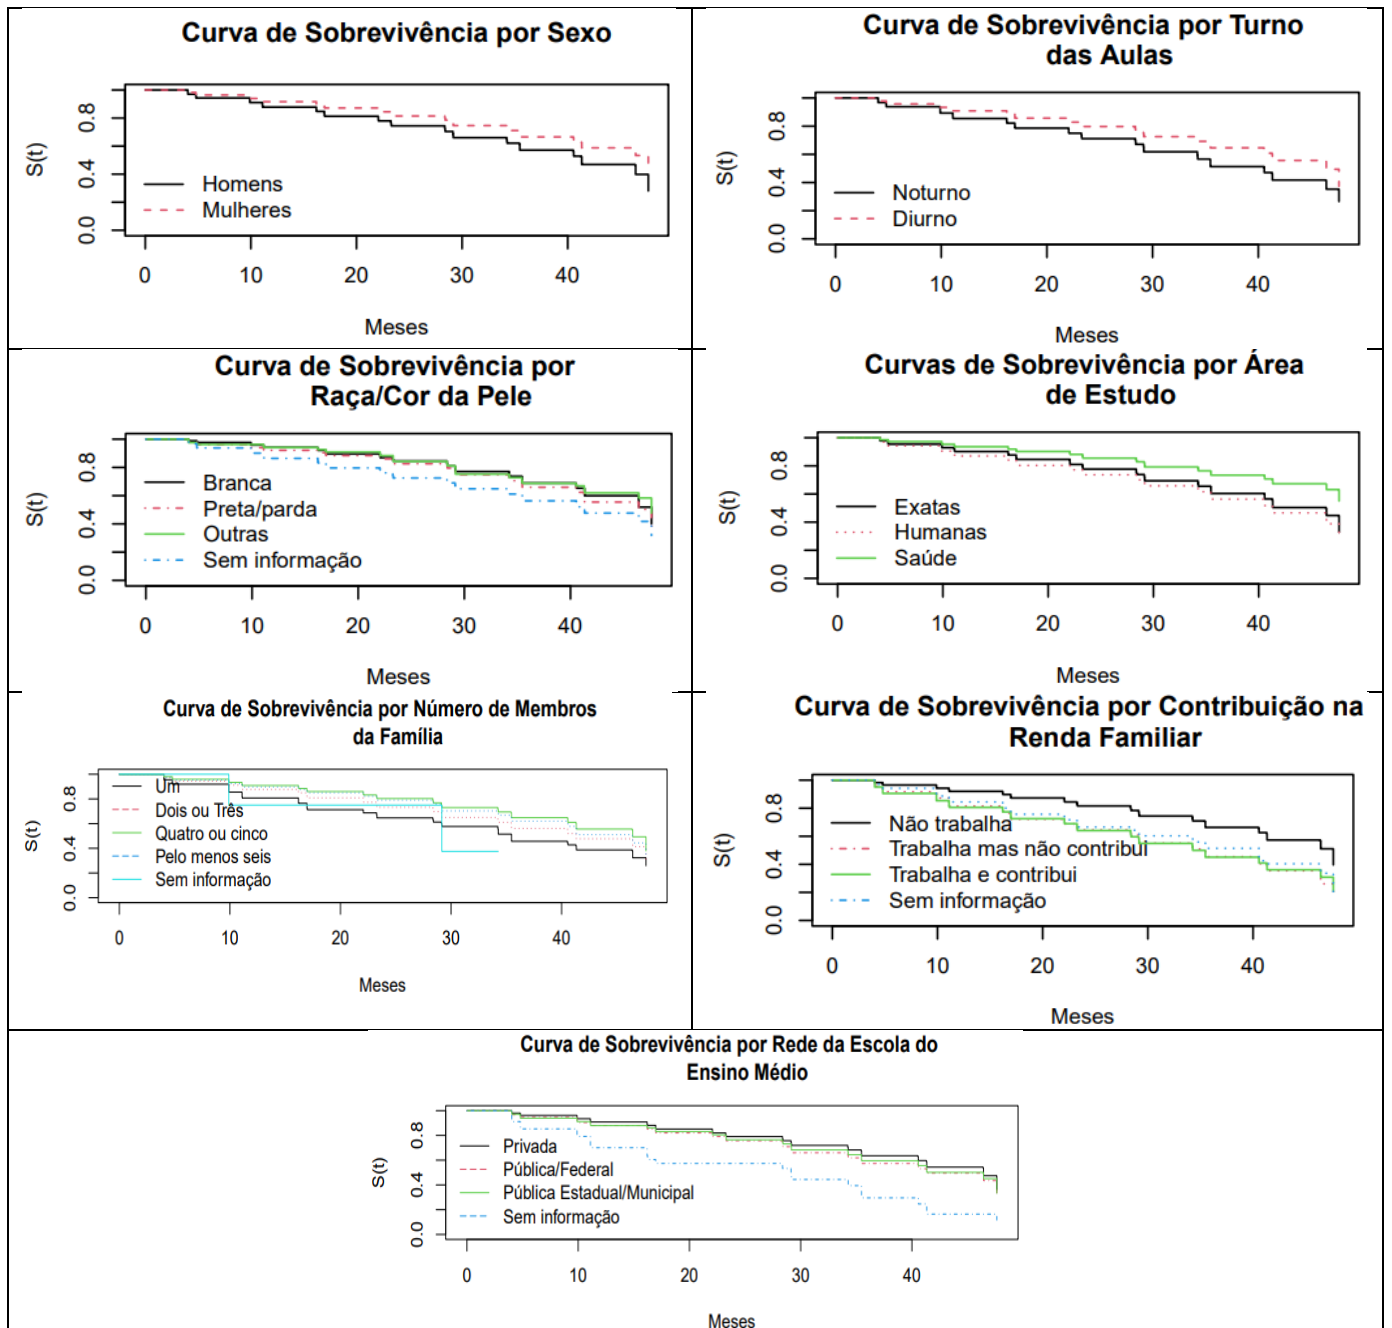 Curva de Sobrevivência por Sexo
S(t)
0.8
0.4
0.0
Homens
Mulheres
0 10 20 30 40
Meses
Curva de Sobrevivência por Turno
das Aulas
S(t)
0.8
0.4
0.0
Noturno
Diurno
0 10 20 30 40
Meses
Curva de Sobrevivência por
Raça/Cor da Pele
S(t)
0.8
0.4
0.0
Branca
Preta/parda
Outras
Sem informação
0 10 20 30 40
Meses
Curvas de Sobrevivência por Área
de Estudo
S(t)
0.8
0.4
0.0
Exatas
Humanas
Saúde
0 10 20 30 40
Meses
Curva de Sobrevivência por Número de Membros
da Família
S(t)
0.8
0.4
0.0
Um
Dois ou Três
Quatro ou cinco
Pelo menos seis
Sem informação
0 10 20 30 40
Meses
Curva de Sobrevivência por Contribuição na
Renda Familiar
S(t)
0.8
0.4
0.0
Não trabalha
Trabalha mas não contribui
Trabalha e contribui
Sem informação
0 10 20 30 40
Meses
Curva de Sobrevivência por Rede da Escola do
Ensino Médio
S(t)
0.8
0.4
0.0
Privada
Pública/Federal
Pública Estadual/Municipal
Sem informação
0 10 20 30 40
Meses